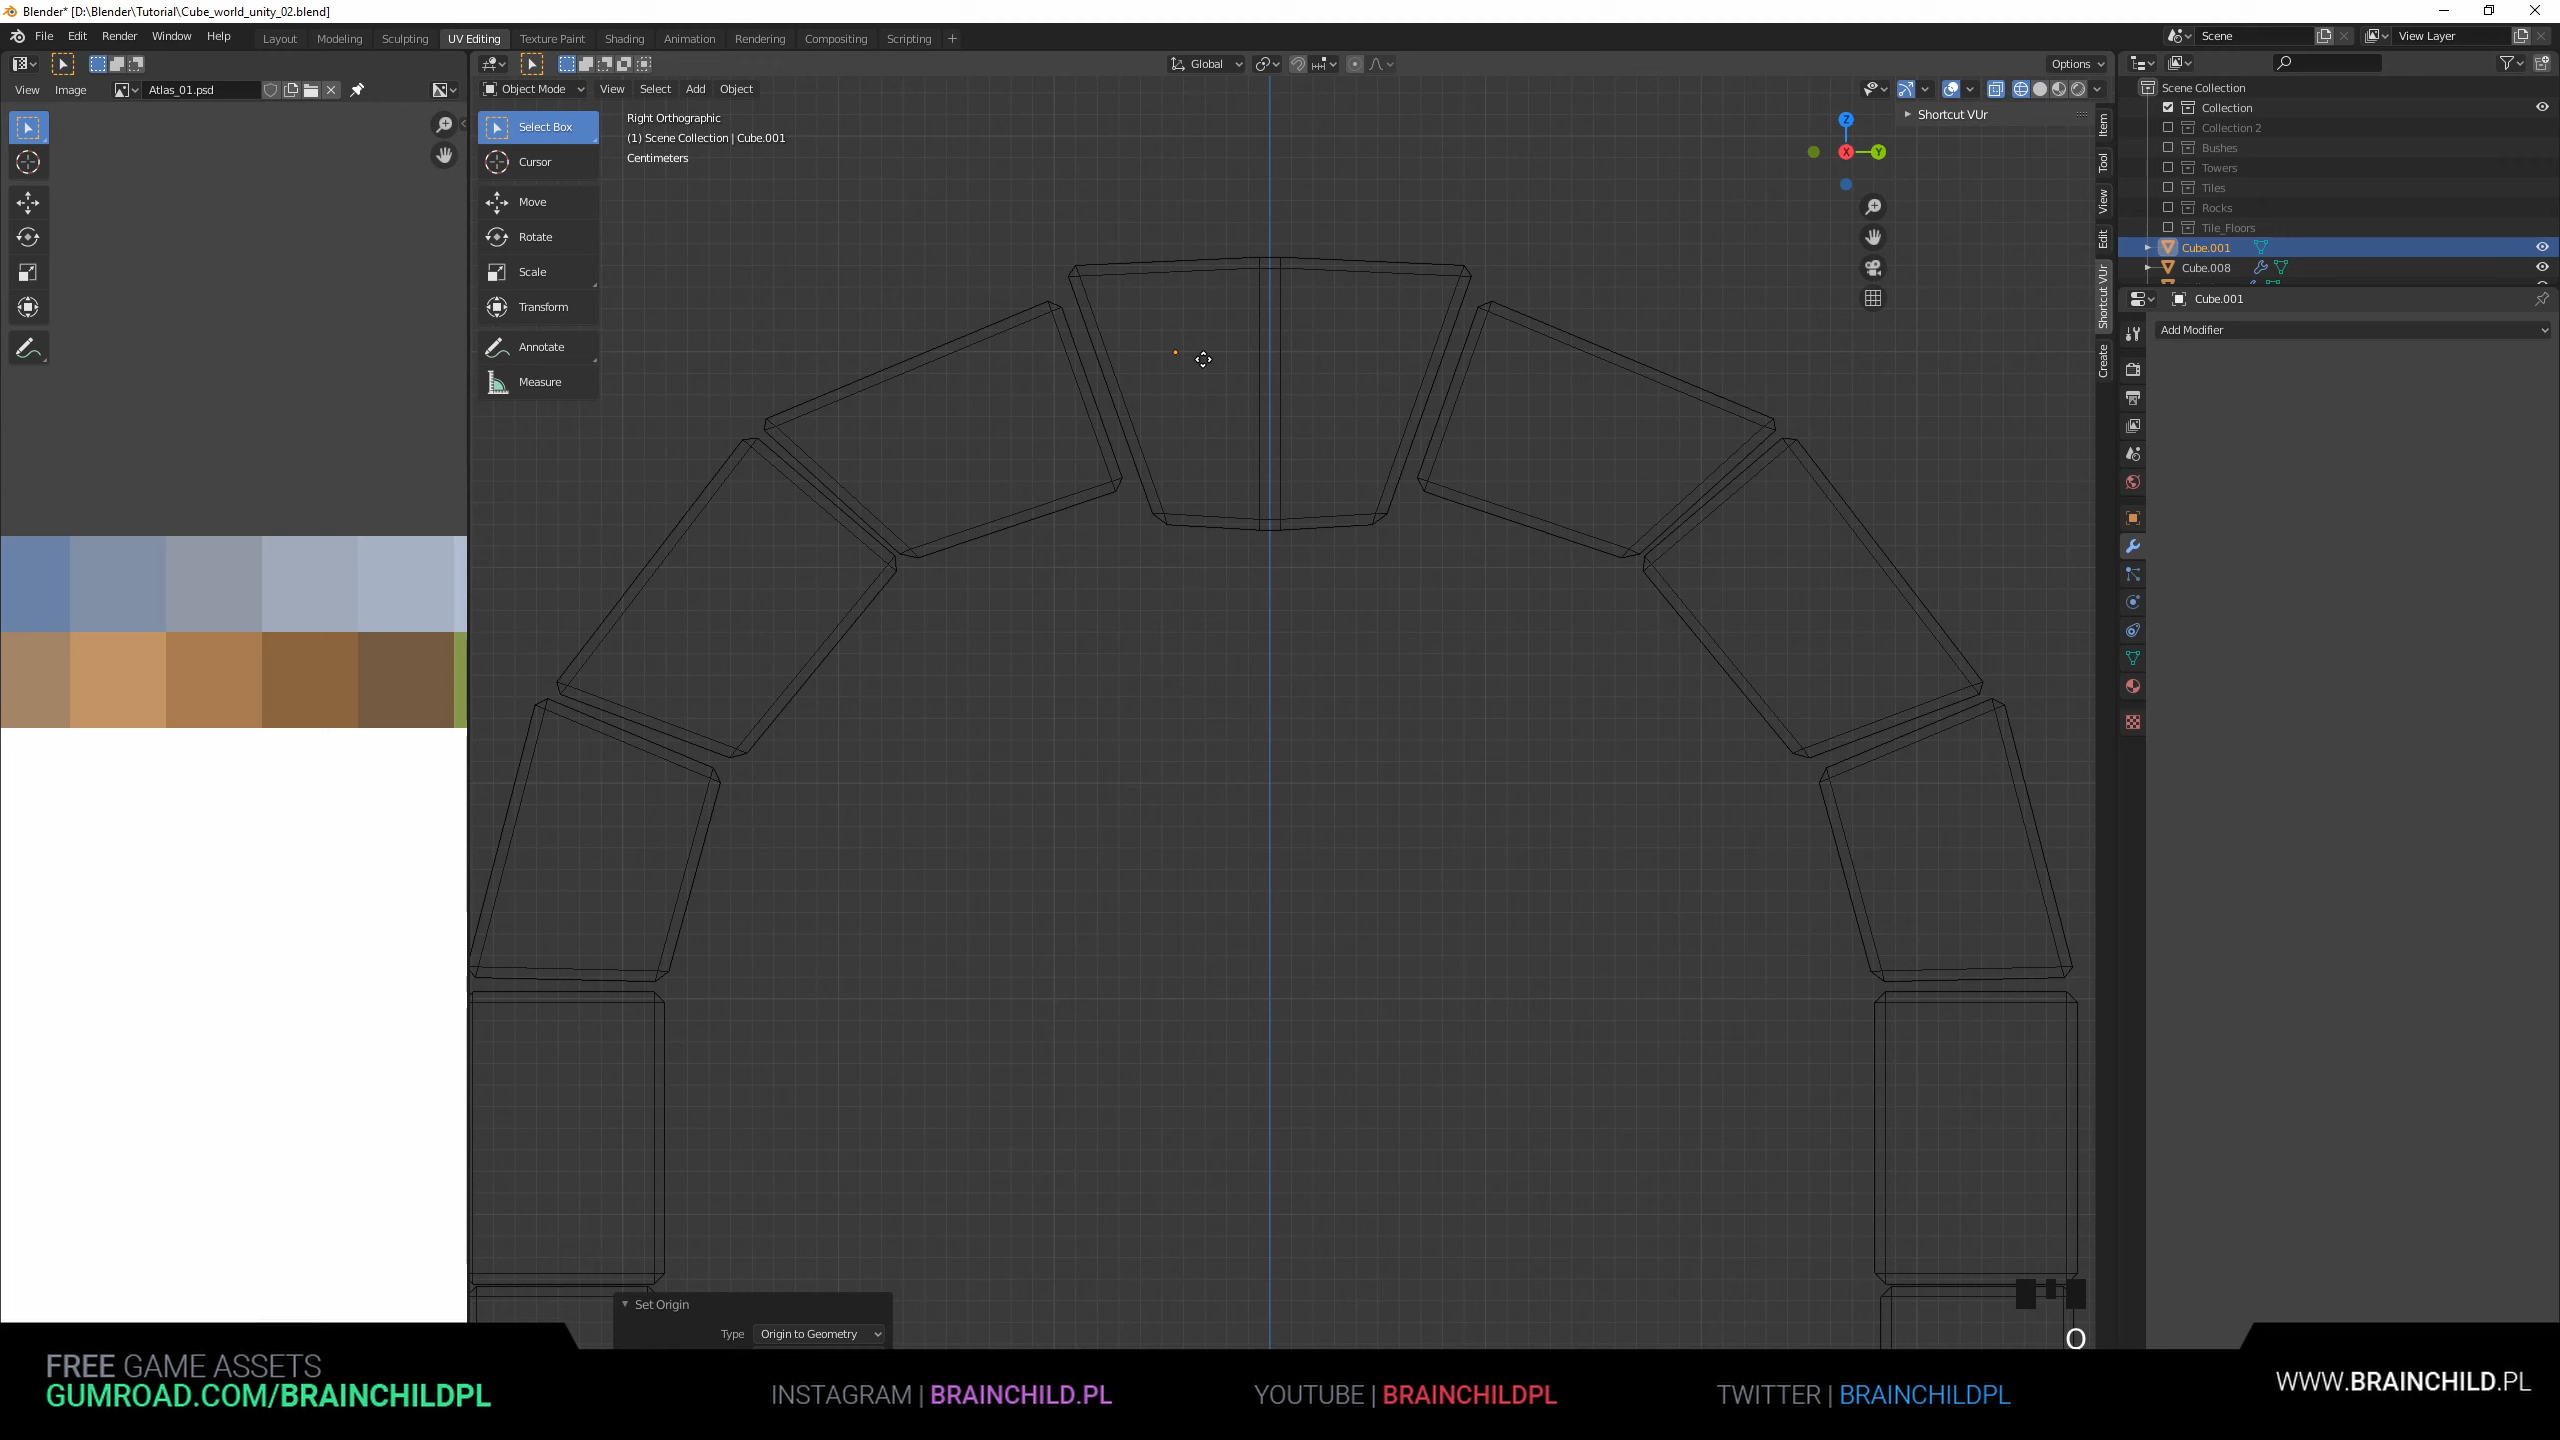 Blender* [D:\Blender\Tutorial\Cube_world_unity_02.blend]
File Edit Render Window Help Layout Modeling Sculpting UV Editing Texture Paint Shading Animation Rendering Compositing Scripting + Scene View Layer
Global Options
View Image Atlas_01.psd Object Mode View Select Add Object
Scene Collection
Collection
Collection 2
Bushes
Towers
Tiles
Rocks
Tile_Floors
Cube.001
Cube.008
Cube.001
Add Modifier
Select Box
Cursor
Move
Rotate
Scale
Transform
Annotate
Measure
Right Orthographic
(1) Scene Collection | Cube.001
Centimeters
Z
X
Y
Shortcut VUr
Item
Tool
View
Edit
Shortcut VUr
Create
Set Origin
Type Origin to Geometry
O
FREE GAME ASSETS
GUMROAD.COM/BRAINCHILDPL
INSTAGRAM | BRAINCHILD.PL
YOUTUBE | BRAINCHILDPL
TWITTER | BRAINCHILDPL
WWW.BRAINCHILD.PL